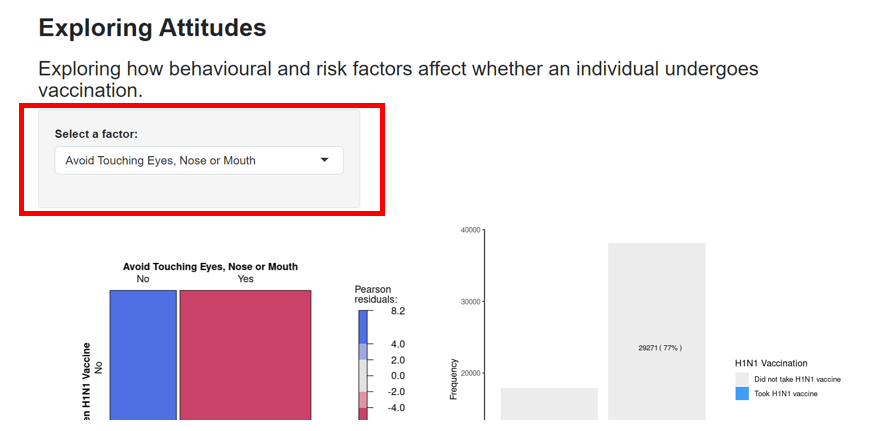 Exploring Attitudes
Exploring how behavioural and risk factors affect whether an individual undergoes
vaccination.
Select a factor:
Avoid Touching Eyes, Nose or Mouth
Avoid Touching Eyes, Nose or Mouth
No Yes
en H1N1 Vaccine
No
Pearson
residuals:
8.2
4.0
2.0
0.0
-2.0
-4.0
40000
30000
20000
Frequency
29271 ( 77% )
H1N1 Vaccination
Did not take H1N1 vaccine
Took H1N1 vaccine